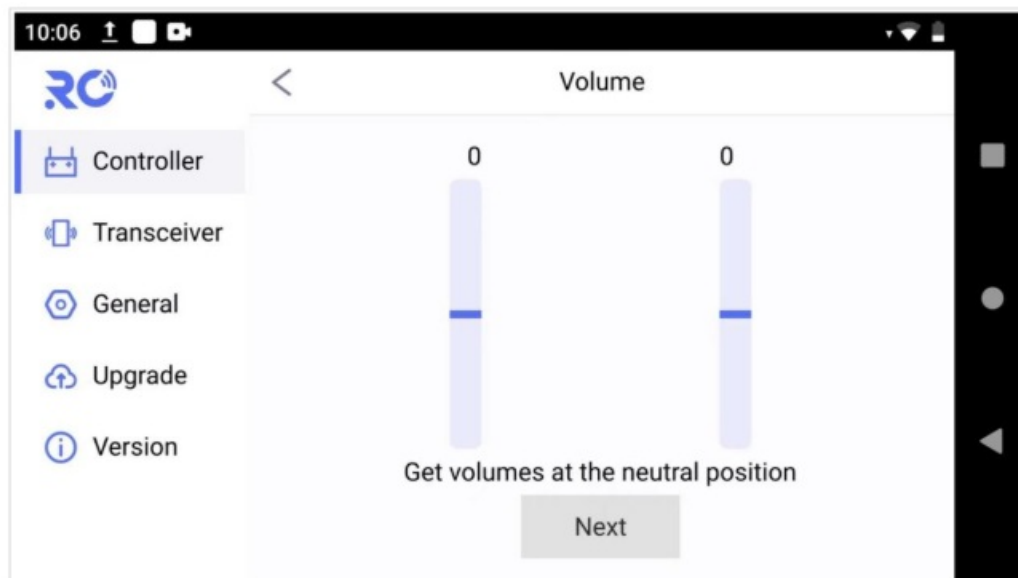 10:06
RC
Volume
Controller
Transceiver
General
Upgrade
Version
0 0
Get volumes at the neutral position
Next